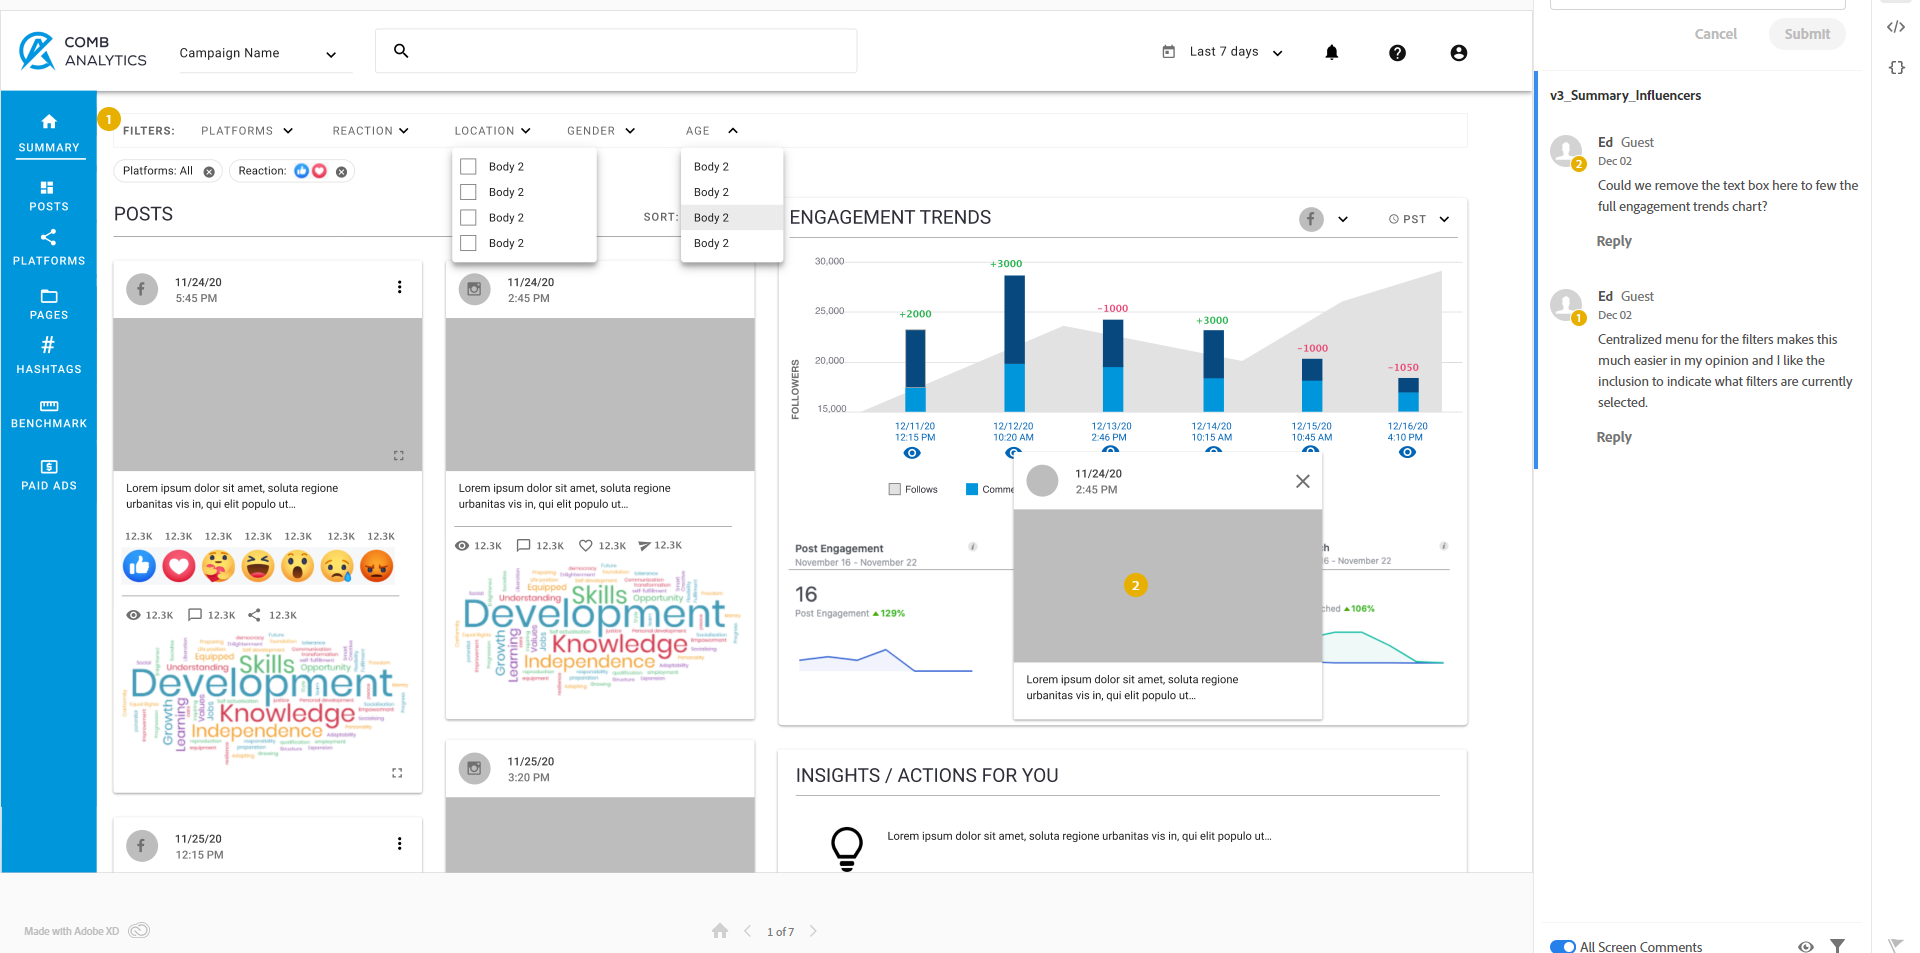 COMB
ANALYTICS
Campaign Name
Last 7 days
SUMMARY
POSTS
PLATFORMS
PAGES
HASHTAGS
BENCHMARK
PAID ADS
1
FILTERS: PLATFORMS REACTION LOCATION GENDER AGE
Platforms: All
Reaction:
Body 2
Body 2
Body 2
Body 2
Body 2
Body 2
Body 2
Body 2
POSTS
SORT:
11/24/20
5:45 PM
Lorem ipsum dolor sit amet, soluta regione
urbanitas vis in, qui elit populo ut...
12.3K 12.3K 12.3K 12.3K 12.3K 12.3K 12.3K
12.3K 12.3K 12.3K
Skills
Understanding
Equipped
Opportunity
Development
Growth
Learning
Values
Jobs
Knowledge
Independence
11/25/20
12:15 PM
11/24/20
2:45 PM
Lorem ipsum dolor sit amet, soluta regione
urbanitas vis in, qui elit populo ut...
12.3K 12.3K 12.3K 12.3K
Equipped
Skills
Understanding
Opportunity
Development
Growth
Learning
Values
Jobs
Knowledge
Independence
11/25/20
3:20 PM
ENGAGEMENT TRENDS
PST
30,000
25,000
20,000
15,000
FOLLOWERS
+2000
+3000
−1000
+3000
−1000
−1050
12/11/20
12:15 PM
12/12/20
10:20 AM
12/13/20
2:46 PM
12/14/20
10:15 AM
12/15/20
10:45 AM
12/16/20
4:10 PM
Follows
Comme
Post Engagement
November 16 - November 22
16
Post Engagement 129%
11/24/20
2:45 PM
2
Lorem ipsum dolor sit amet, soluta regione
urbanitas vis in, qui elit populo ut...
ch
6 - November 22
ched 106%
INSIGHTS / ACTIONS FOR YOU
Lorem ipsum dolor sit amet, soluta regione urbanitas vis in, qui elit populo ut...
Made with Adobe XD
1 of 7
Cancel
Submit
v3_Summary_Influencers
2
Ed Guest
Dec 02
Could we remove the text box here to few the
full engagement trends chart?
Reply
1
Ed Guest
Dec 02
Centralized menu for the filters makes this
much easier in my opinion and I like the
inclusion to indicate what filters are currently
selected.
Reply
All Screen Comments